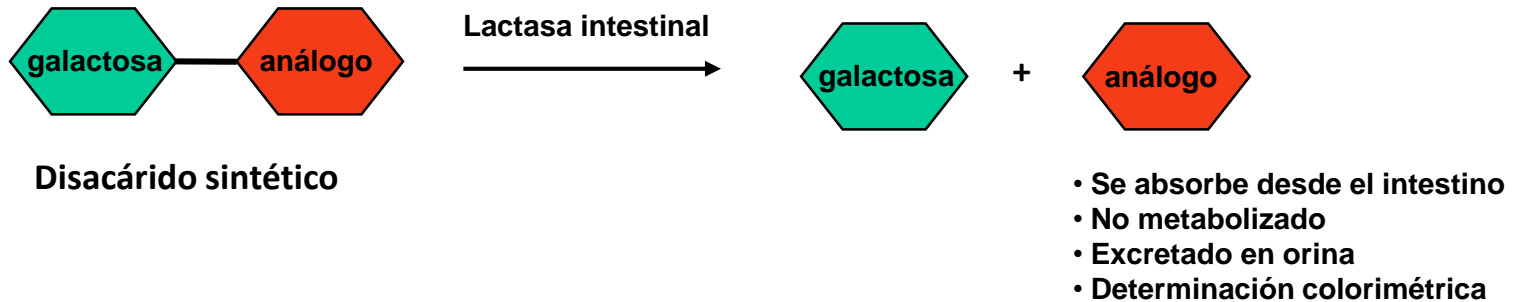 galactosa análogo
Lactasa intestinal
galactosa + análogo
Disacárido sintético
• Se absorbe desde el intestino
• No metabolizado
• Excretado en orina
• Determinación colorimétrica